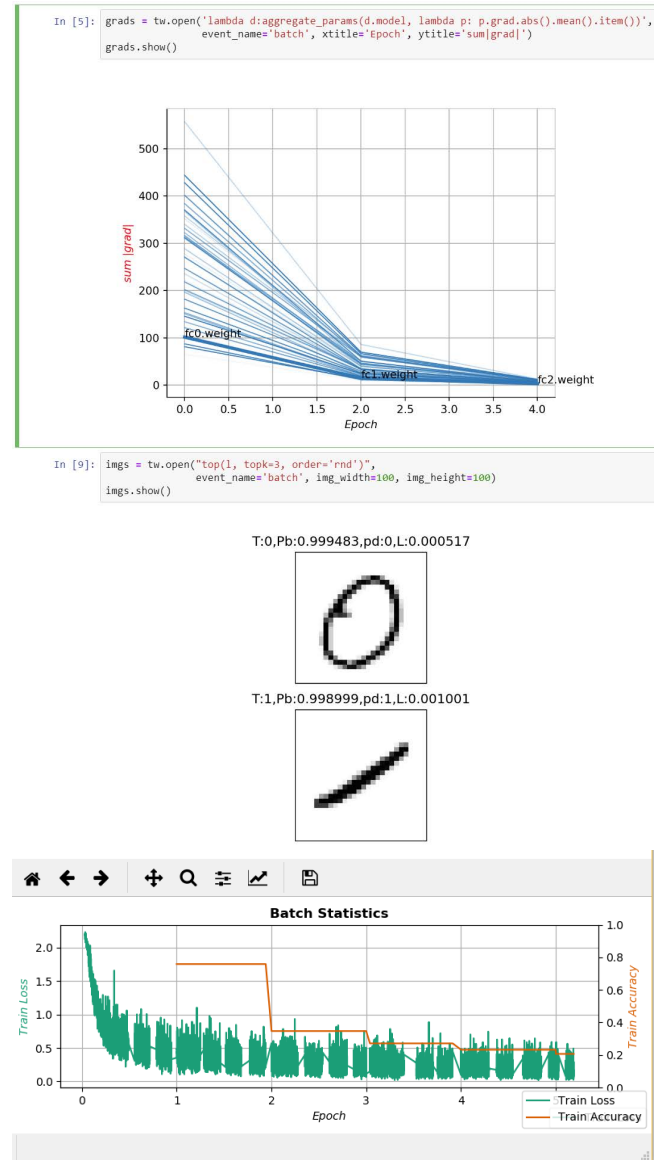 In [5]: grads = tw.open('lambda d:aggregate_params(d.model, lambda p: p.grad.abs().mean().item())',
event_name='batch', xtitle='Epoch', ytitle='sum|grad|')
grads.show()
500
400
300
200
100
0
sum |grad|
fc0.weight
fc1.weight
fc2.weight
0.0 0.5 1.0 1.5 2.0 2.5 3.0 3.5 4.0
Epoch
In [9]: imgs = tw.open("top(l, topk=3, order='rnd')",
event_name='batch', img_width=100, img_height=100)
imgs.show()
T:0,Pb:0.999483,pd:0,L:0.000517
T:1,Pb:0.998999,pd:1,L:0.001001
Batch Statistics
2.0
1.5
1.0
0.5
0.0
Train Loss
1.0
0.8
0.6
0.4
0.2
0.0
Train Accuracy
0 1 2 3 4 5
Epoch
Train Loss
Train Accuracy